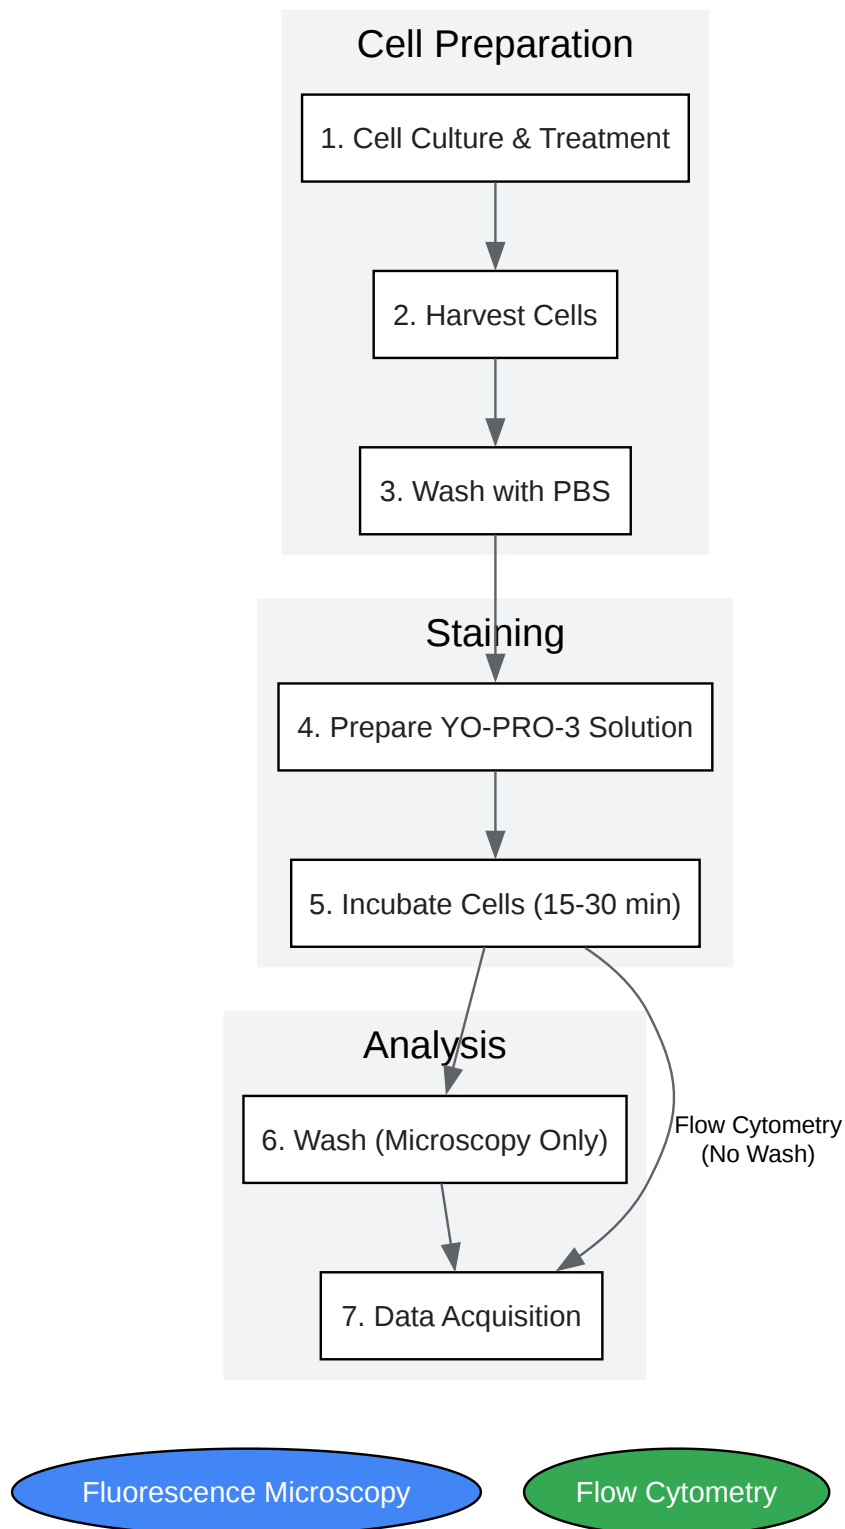 Cell Preparation
1. Cell Culture & Treatment
2. Harvest Cells
3. Wash with PBS
Staining
4. Prepare YO-PRO-3 Solution
5. Incubate Cells (15-30 min)
Analysis
6. Wash (Microscopy Only)
Flow Cytometry
(No Wash)
7. Data Acquisition
Fluorescence Microscopy
Flow Cytometry